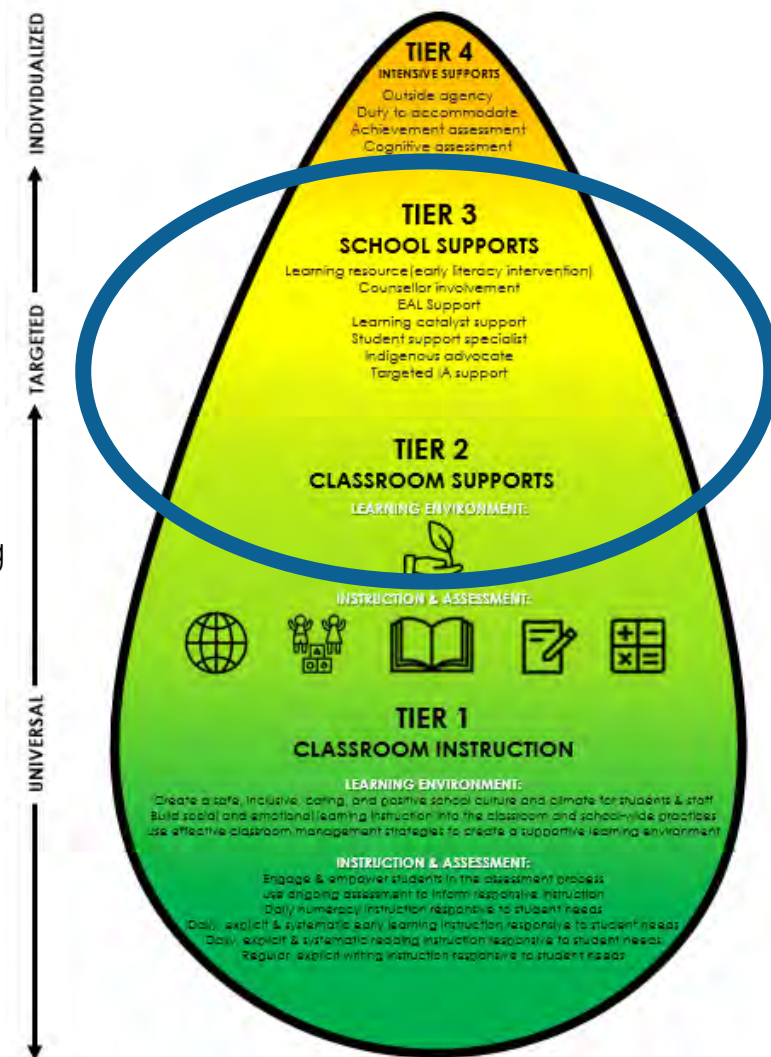 INDIVIDUALIZED
TARGETED
UNIVERSAL
g
TIER 4
INTENSIVE SUPPORTS
Outside agency
Duty to accommodate
Achievement assessment
Cognitive assessment
TIER 3
SCHOOL SUPPORTS
Learning resource(early literacy intervention)
Counsellor involvement
EAL Support
Learning catalyst support
Student support specialist
Indigenous advocate
Targeted IA support
TIER 2
CLASSROOM SUPPORTS
LEARNING ENVIRONMENT:
INSTRUCTION & ASSESSMENT:
TIER 1
CLASSROOM INSTRUCTION
LEARNING ENVIRONMENT:
Create a safe, inclusive, caring, and positive school culture and climate for students & staff
Build social and emotional learning instruction into the classroom and school-wide practices
Use effective classroom management strategies to create a supportive learning environment
INSTRUCTION & ASSESSMENT:
Engage & empower students in the assessment process
Use ongoing assessment to inform responsive instruction
Daily numeracy instruction responsive to student needs
Daily, explicit & systematic early learning instruction responsive to student needs
Daily, explicit & systematic reading instruction responsive to student needs
Regular, explicit writing instruction responsive to student needs